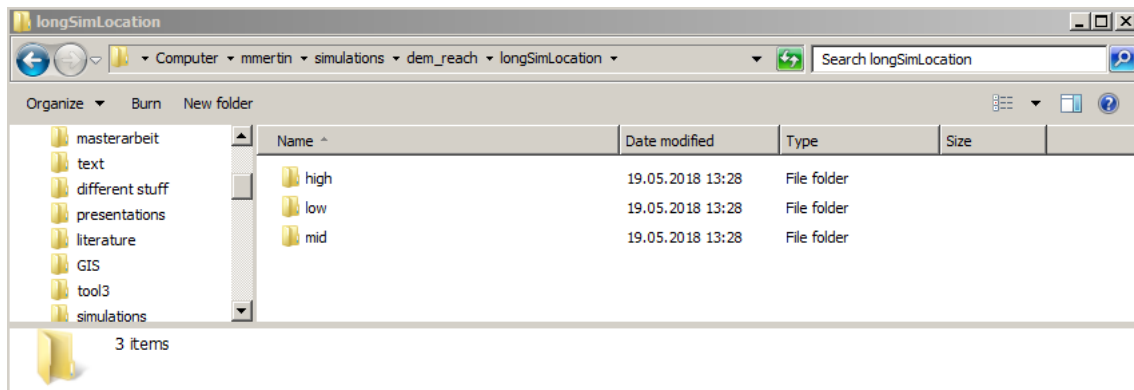 longSimLocation
Computer mmertin simulations dem_reach longSimLocation Search longSimLocation
Organize Burn New folder
masterarbeit
text
different stuff
presentations
literature
GIS
tool3
simulations
Name Date modified Type Size
high 19.05.2018 13:28 File folder
low 19.05.2018 13:28 File folder
mid 19.05.2018 13:28 File folder
3 items